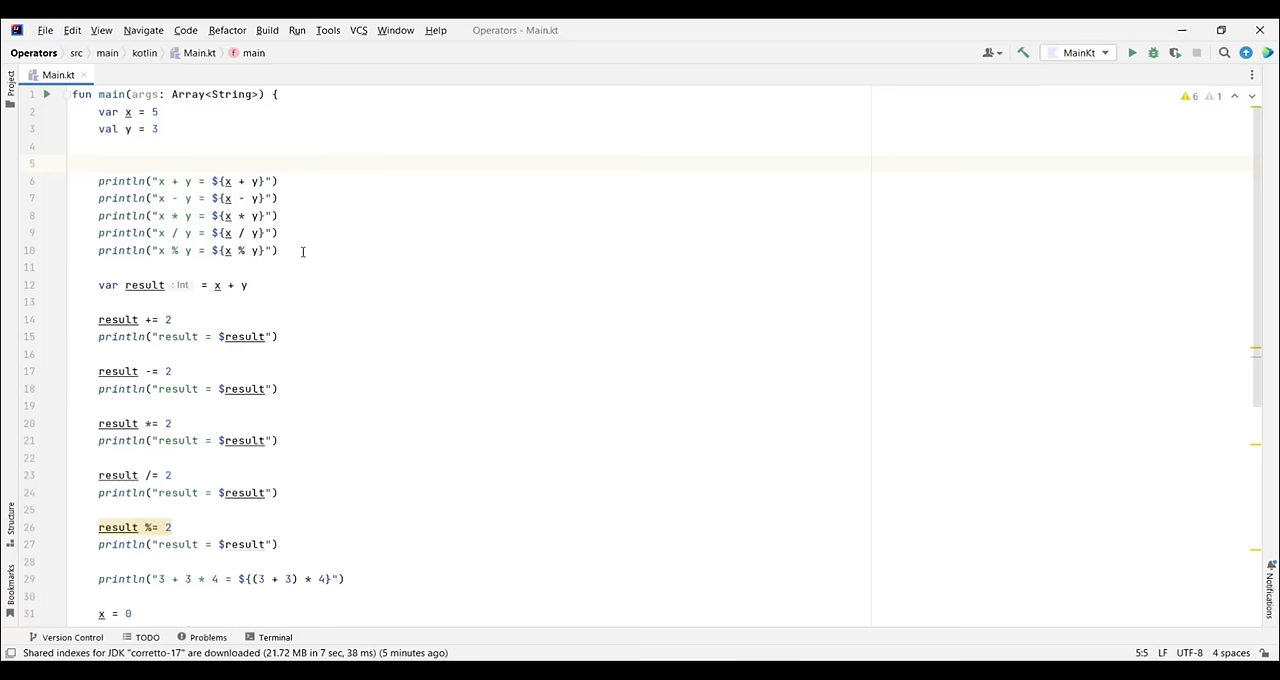 File Edit View Navigate Code Refactor Build Run Tools VCS Window Help Operators - Main.kt
Operators src main kotlin Main.kt main MainKt
Project Main.kt
1 fun main(args: Array<String>) { 6 1
2 var x = 5
3 val y = 3
4
5
6 println("x + y = ${x + y}")
7 println("x - y = ${x - y}")
8 println("x * y = ${x * y}")
9 println("x / y = ${x / y}")
10 println("x % y = ${x % y}")
11
12 var result : Int = x + y
13
14 result += 2
15 println("result = $result")
16
17 result -= 2
18 println("result = $result")
19
20 result *= 2
21 println("result = $result")
22
23 result /= 2
24 println("result = $result")
25
26 result %= 2
27 println("result = $result")
28
29 println("3 + 3 * 4 = ${(3 + 3) * 4}")
30
31 x = 0
Structure
Bookmarks
Notifications
Version Control TODO Problems Terminal
Shared indexes for JDK "corretto-17" are downloaded (21.72 MB in 7 sec, 38 ms) (5 minutes ago) 5:5 LF UTF-8 4 spaces